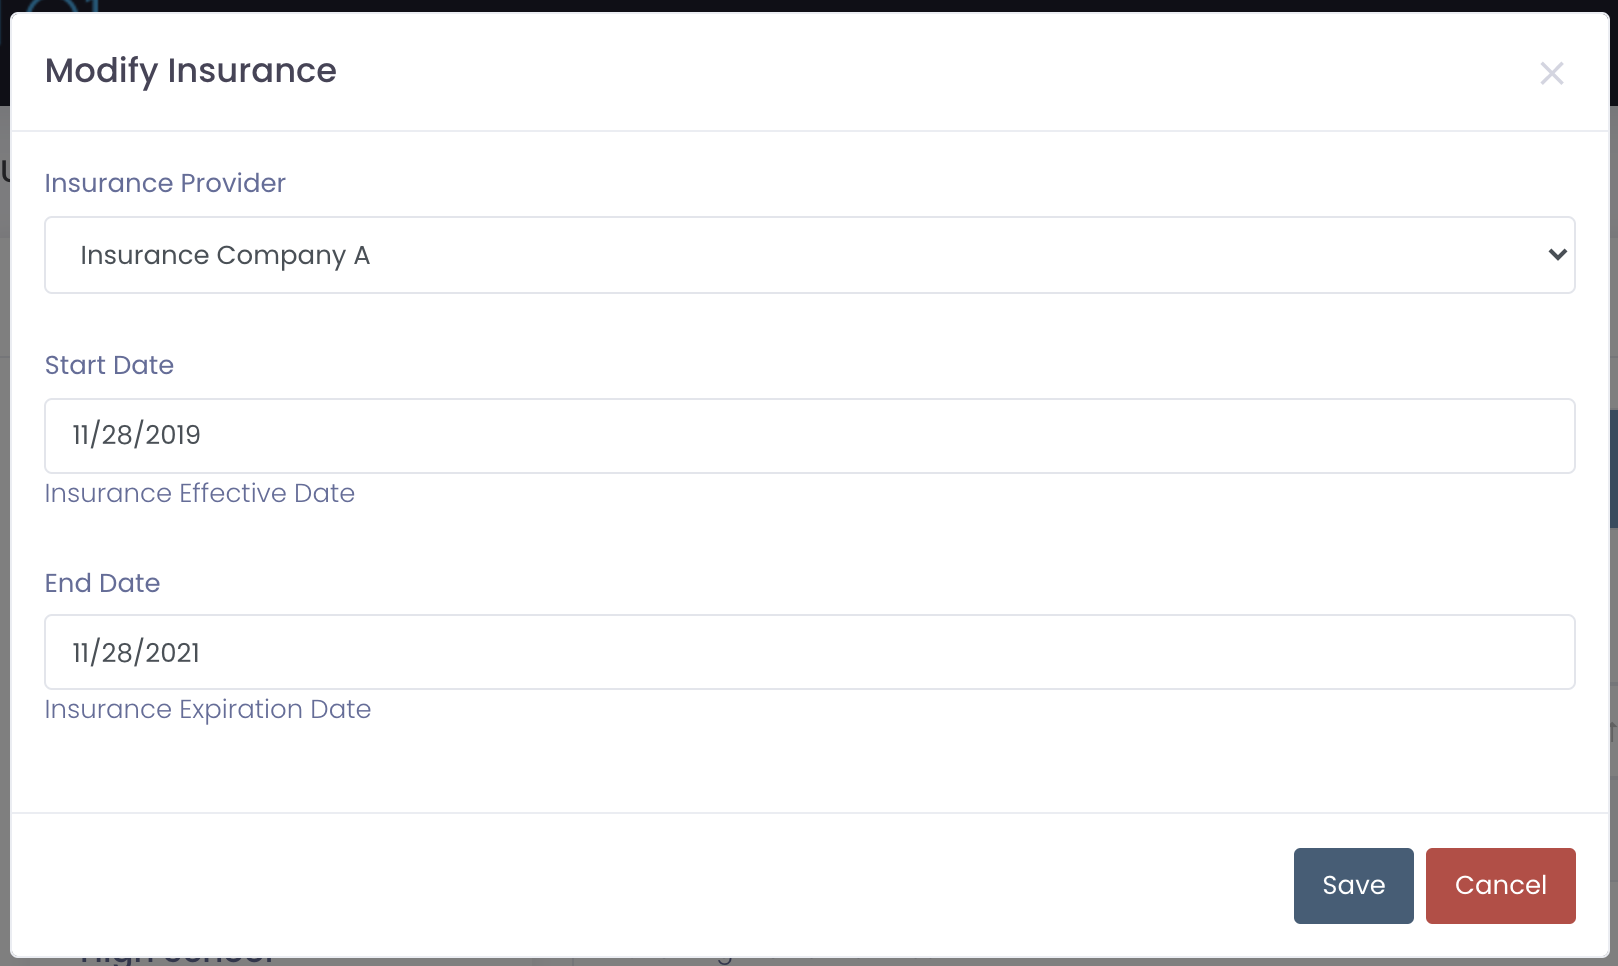 Modify Insurance
Insurance Provider
Insurance Company A
Start Date
11/28/2019
Insurance Effective Date
End Date
11/28/2021
Insurance Expiration Date
Save
Cancel